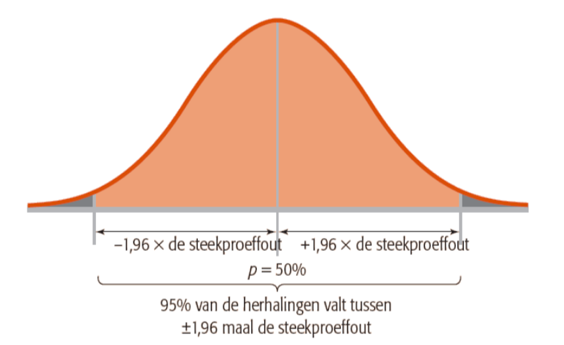 −1,96 × de steekproeffout +1,96 × de steekproeffout
p = 50%
95% van de herhalingen valt tussen
±1,96 maal de steekproeffout